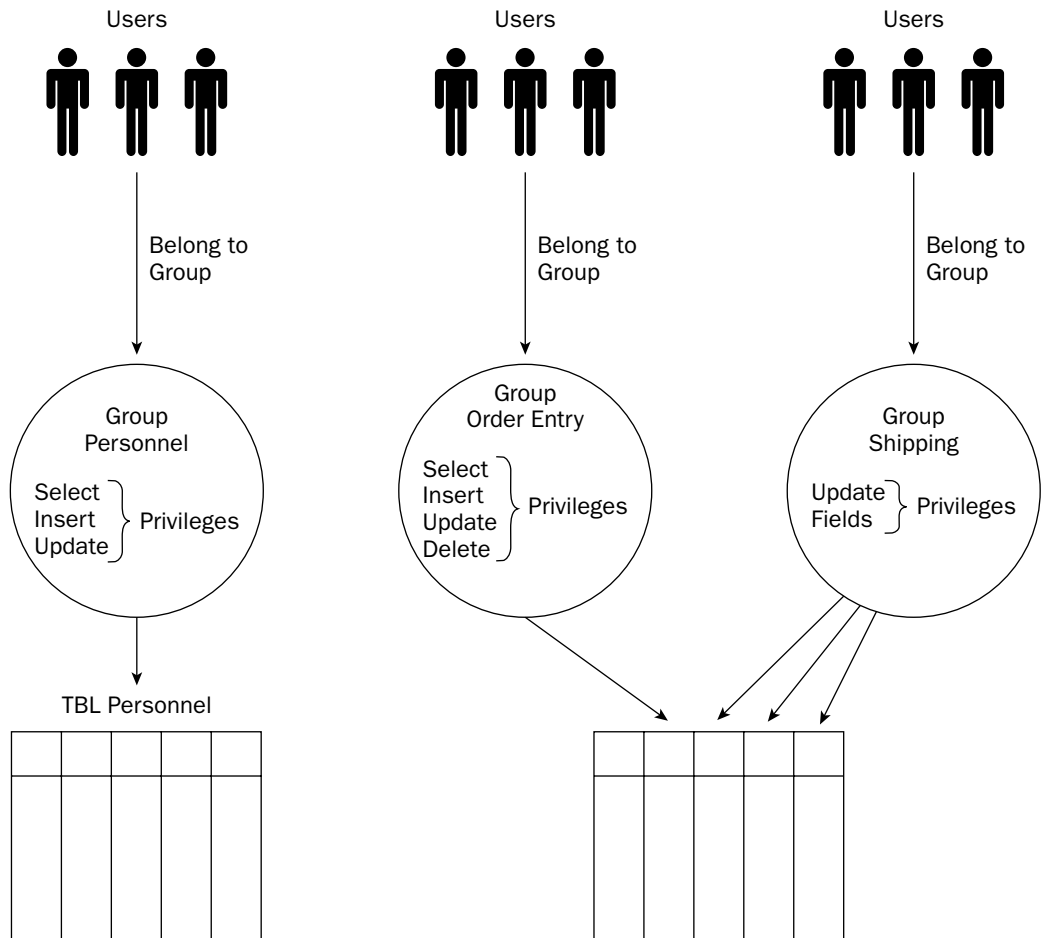 Users
Users
Users
Belong to
Group
Belong to
Group
Belong to
Group
Group
Personnel
Select
Insert
Update
Privileges
Group
Order Entry
Select
Insert
Update
Delete
Privileges
Group
Shipping
Update
Fields
Privileges
TBL Personnel